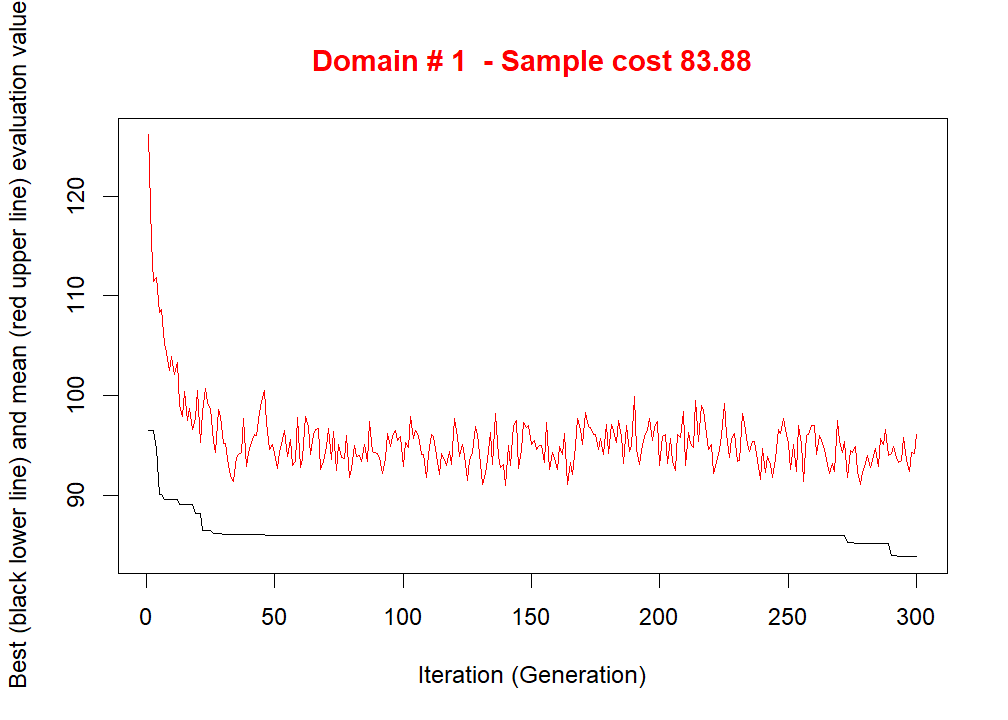 Domain # 1  - Sample cost 83.88
Best (black lower line) and mean (red upper line) evaluation value
120
110
100
90
0 50 100 150 200 250 300
Iteration (Generation)